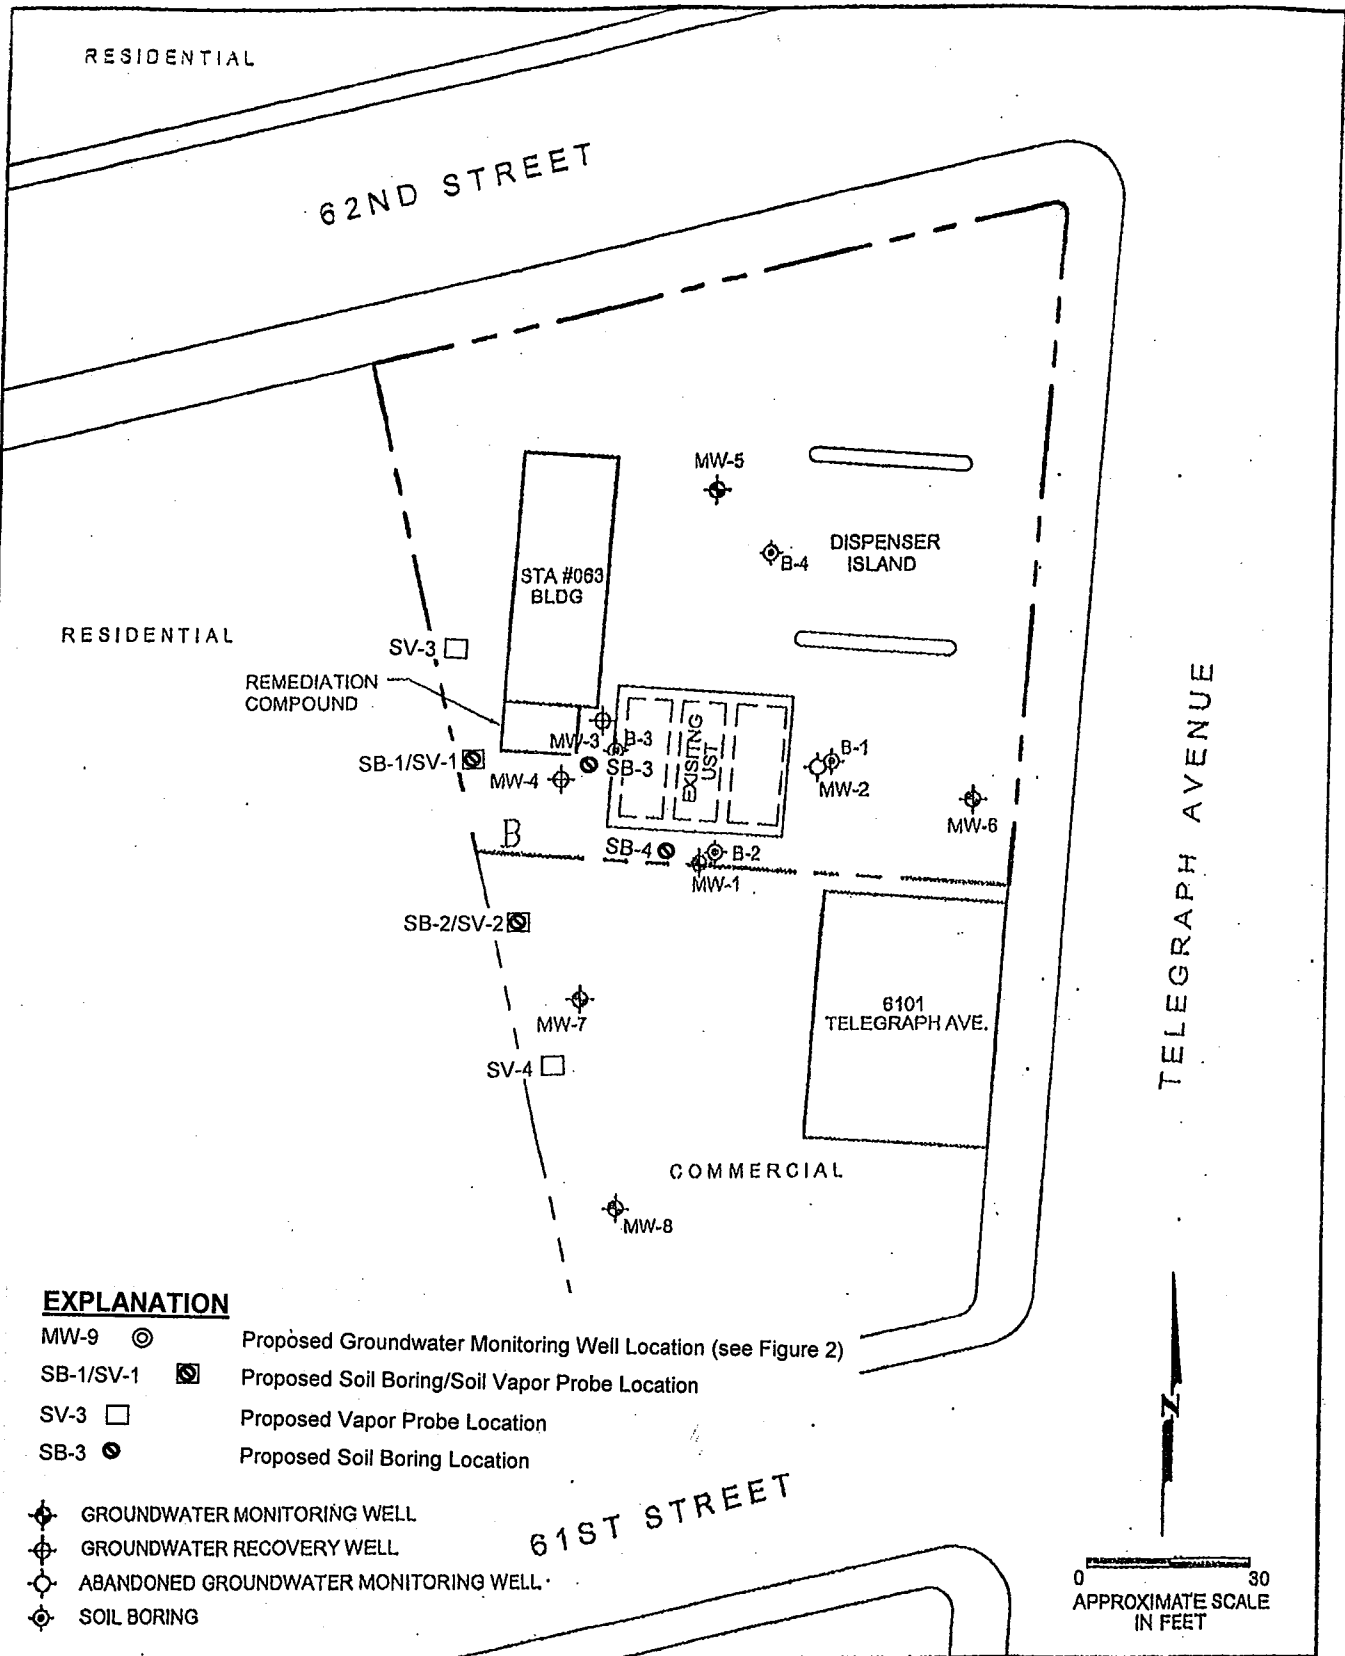 RESIDENTIAL
62ND STREET
MW-5
DISPENSER
ISLAND
B-4
STA #063
BLDG
RESIDENTIAL
SV-3
REMEDIATION
COMPOUND
MW-3
B-3
EXISITNG
UST
B-1
SB-1/SV-1
SB-3
MW-4
MW-2
MW-6
B
SB-4
B-2
MW-1
SB-2/SV-2
TELEGRAPH AVENUE
6101
TELEGRAPH AVE.
MW-7
SV-4
COMMERCIAL
MW-8
EXPLANATION
MW-9 Proposed Groundwater Monitoring Well Location (see Figure 2)
SB-1/SV-1 Proposed Soil Boring/Soil Vapor Probe Location
SV-3 Proposed Vapor Probe Location
SB-3 Proposed Soil Boring Location
GROUNDWATER MONITORING WELL
GROUNDWATER RECOVERY WELL
ABANDONED GROUNDWATER MONITORING WELL
SOIL BORING
61ST STREET
N
0 30
APPROXIMATE SCALE
IN FEET